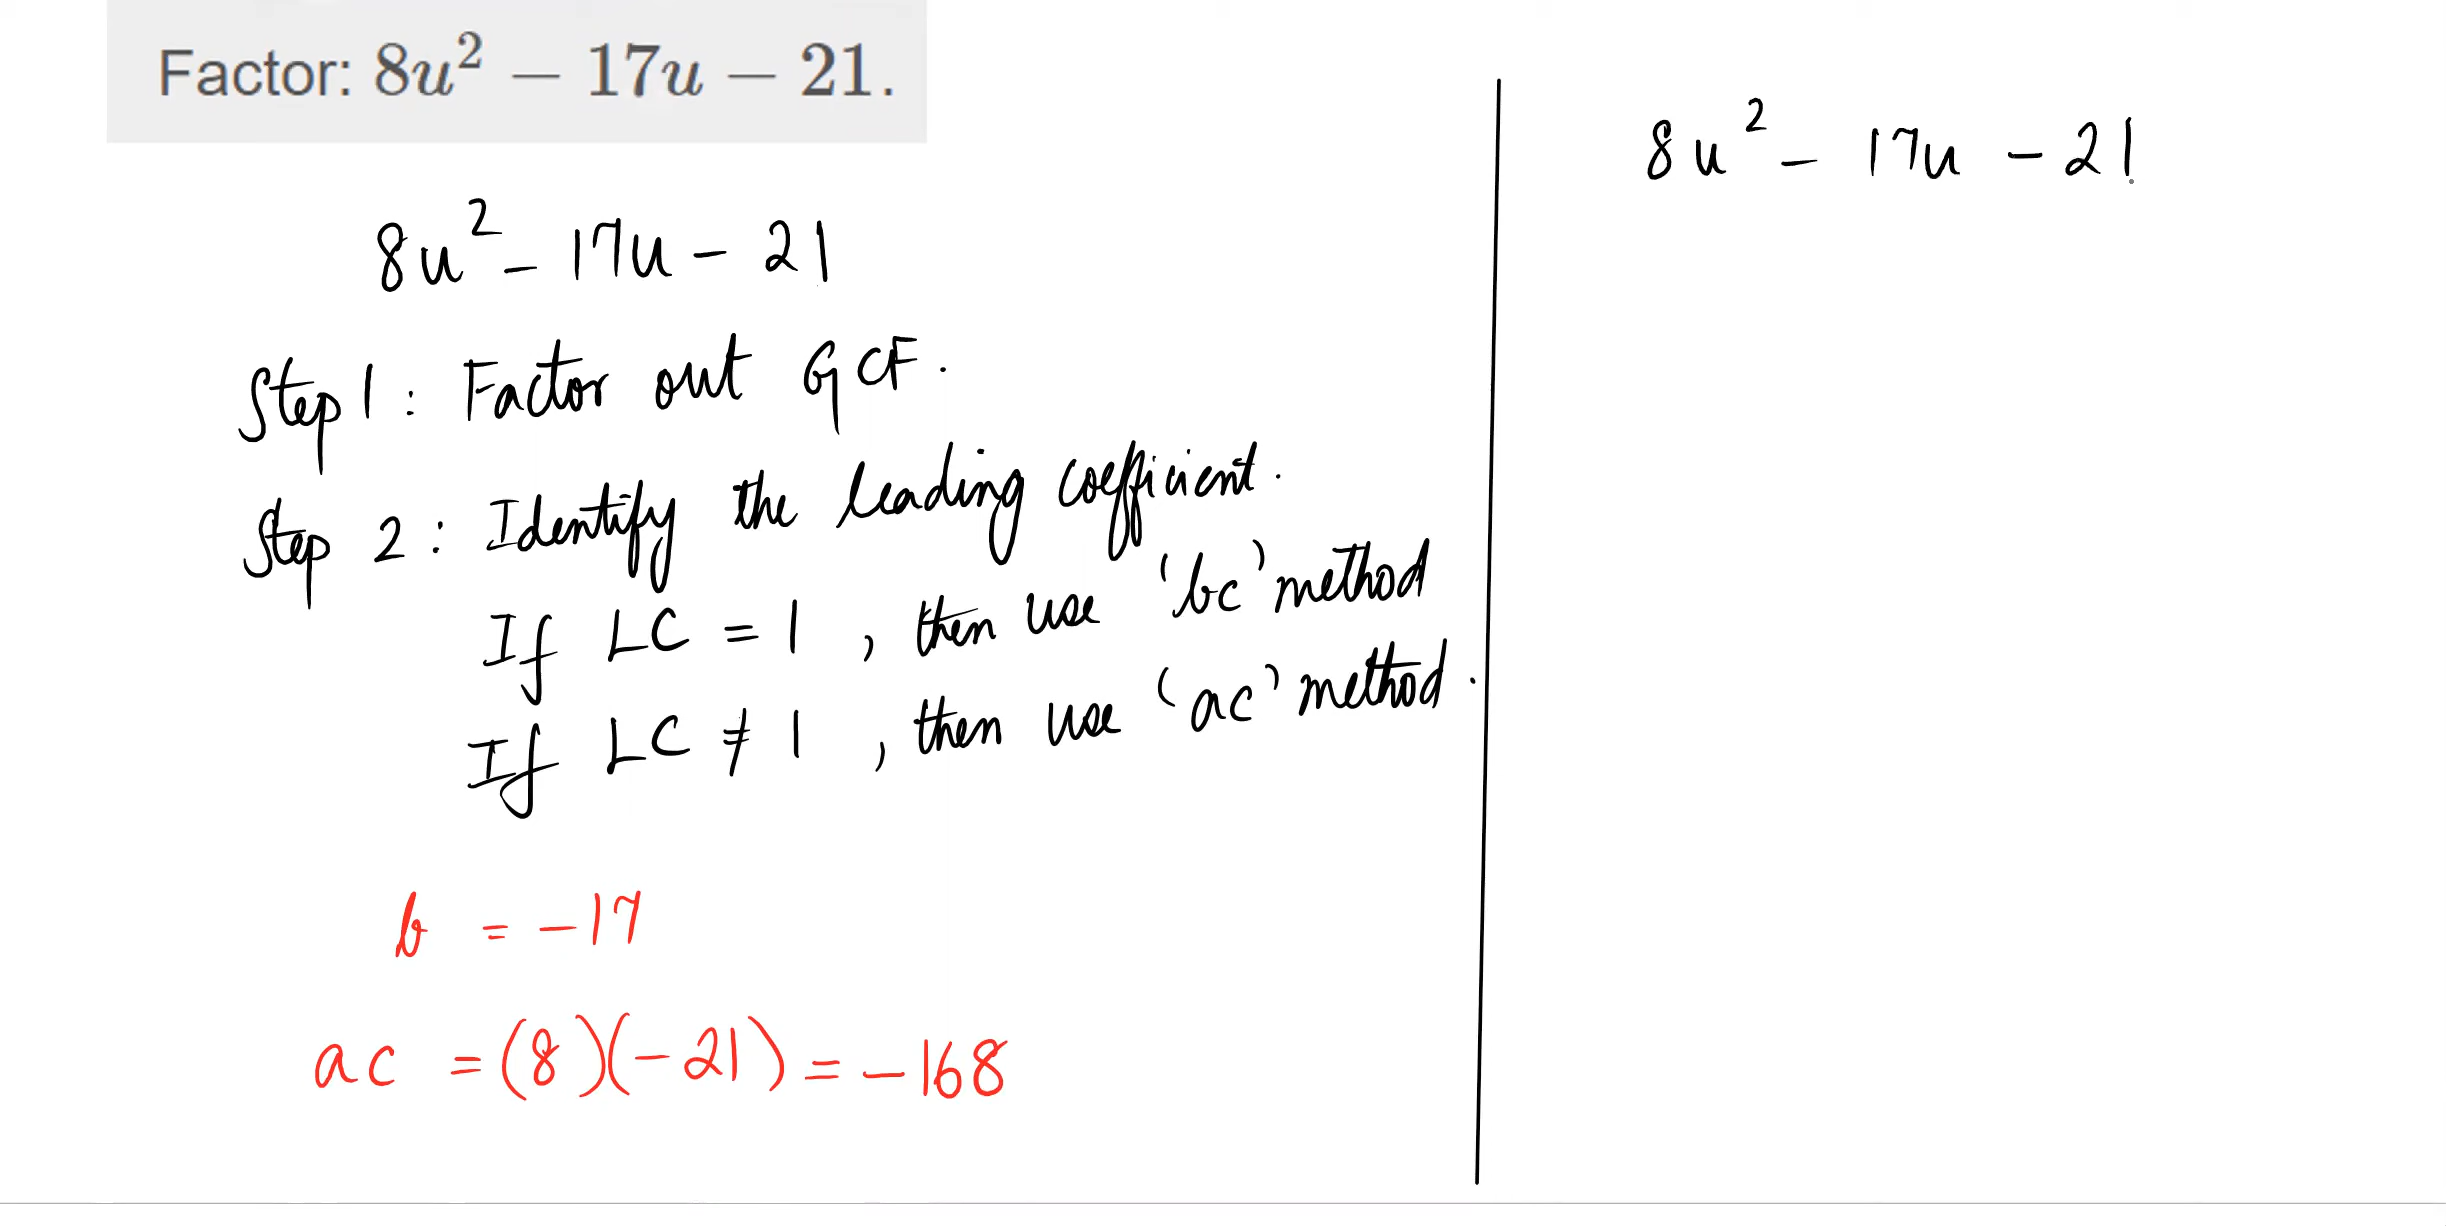 Factor: 8u² − 17u − 21.
8u² - 17u - 21
Step 1: Factor out GCF.
Step 2: Identify the leading coefficient.
If LC = 1, then use 'bc' method
If LC ≠ 1, then use 'ac' method.
b = -17
ac = (8)(-21) = -168
8u² - 17u - 21